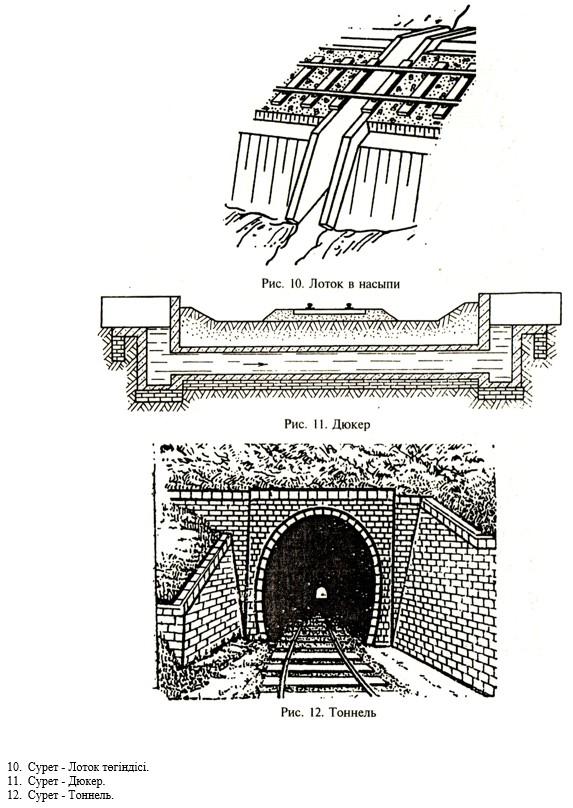 Рис. 10. Лоток в насыпи
Рис. 11. Дюкер
Рис. 12. Тоннель
10. Сурет - Лоток төгіндісі.
11. Сурет - Дюкер.
12. Сурет - Тоннель.